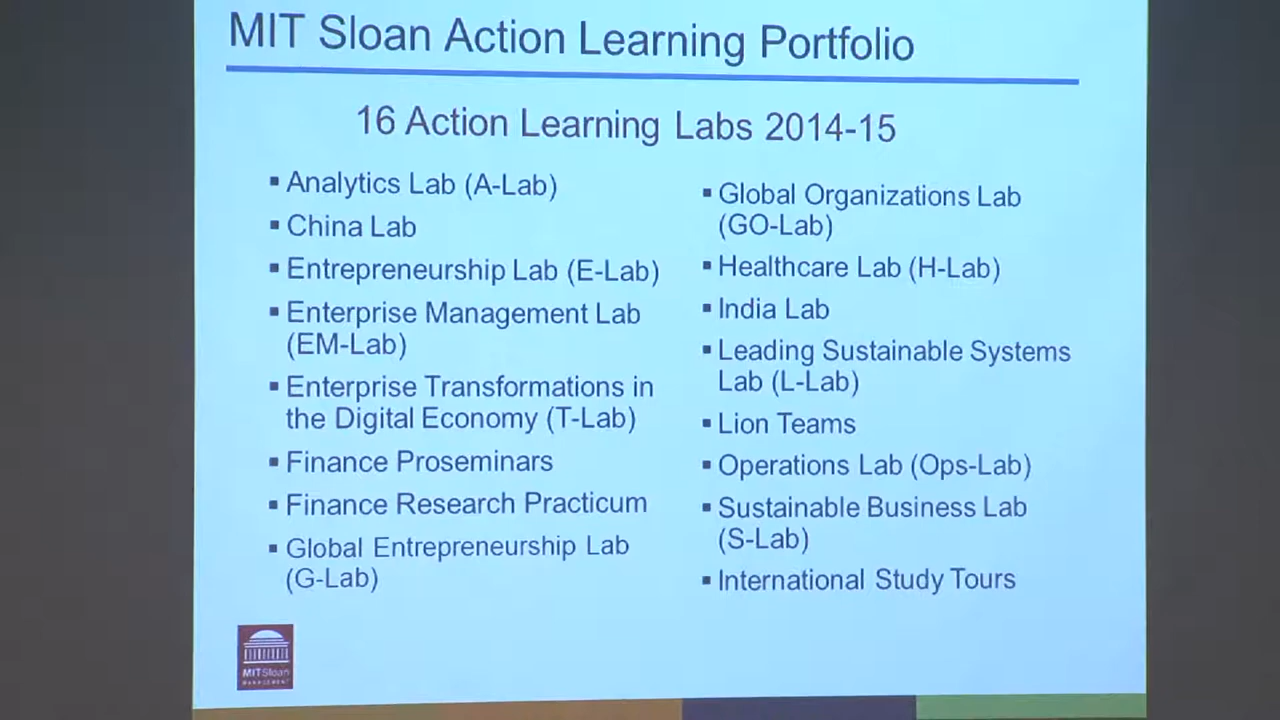 MIT Sloan Action Learning Portfolio
16 Action Learning Labs 2014-15
▪ Analytics Lab (A-Lab)
▪ China Lab
▪ Entrepreneurship Lab (E-Lab)
▪ Enterprise Management Lab
(EM-Lab)
▪ Enterprise Transformations in
the Digital Economy (T-Lab)
▪ Finance Proseminars
▪ Finance Research Practicum
▪ Global Entrepreneurship Lab
(G-Lab)
▪ Global Organizations Lab
(GO-Lab)
▪ Healthcare Lab (H-Lab)
▪ India Lab
▪ Leading Sustainable Systems
Lab (L-Lab)
▪ Lion Teams
▪ Operations Lab (Ops-Lab)
▪ Sustainable Business Lab
(S-Lab)
▪ International Study Tours
MITSloan
MANAGEMENT